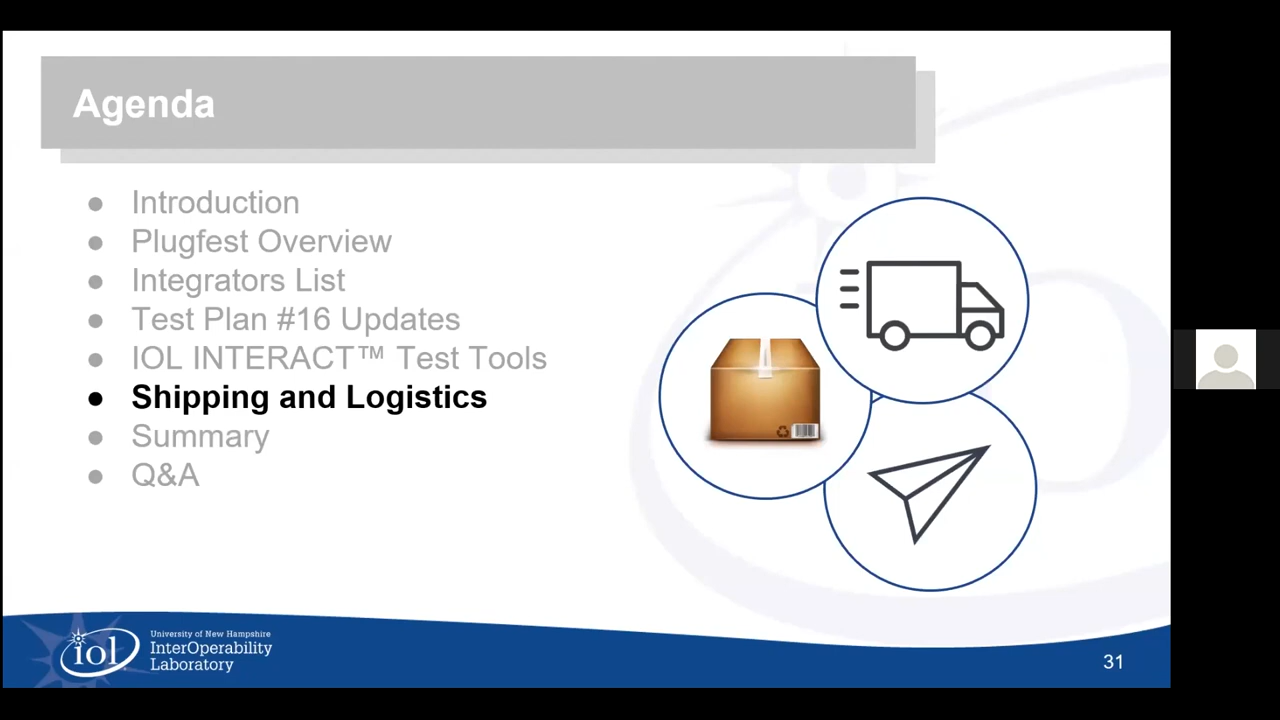 Agenda
● Introduction
● Plugfest Overview
● Integrators List
● Test Plan #16 Updates
● IOL INTERACT™ Test Tools
● Shipping and Logistics
● Summary
● Q&A
iol
University of New Hampshire
InterOperability
Laboratory
31